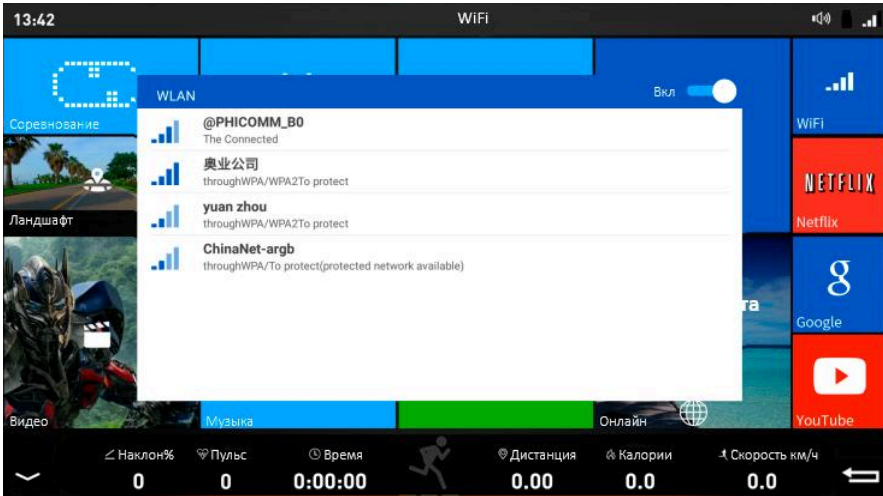 13:42
WiFi
Соревнование
WLAN
Вкл
WiFi
@PHICOMM_B0
The Connected
奥业公司
throughWPA/WPA2To protect
yuan zhou
throughWPA/WPA2To protect
ChinaNet-argb
throughWPA/To protect(protected network available)
Ландшафт
NETFLIX
Netflix
та
g
Google
Видео
Музыка
Онлайн
YouTube
Наклон%
Пульс
Время
Дистанция
Калории
Скорость км/ч
0
0
0:00:00
0.00
0.0
0.0